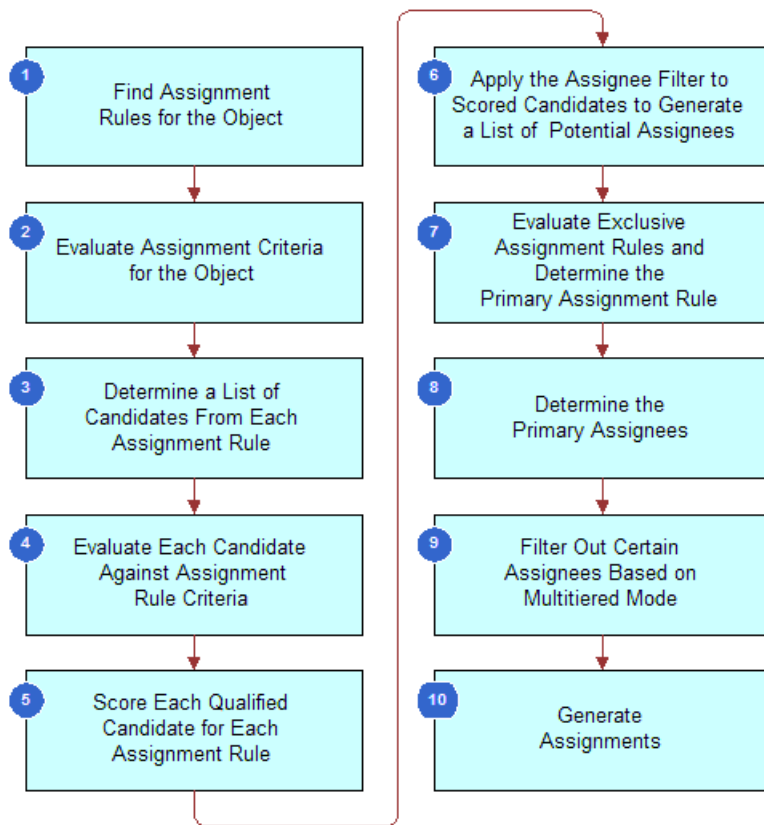 1
Find Assignment
Rules for the Object
2
Evaluate Assignment Criteria
for the Object
3
Determine a List of
Candidates From Each
Assignment Rule
4
Evaluate Each Candidate
Against Assignment
Rule Criteria
5
Score Each Qualified
Candidate for Each
Assignment Rule
6
Apply the Assignee Filter to
Scored Candidates to Generate
a List of Potential Assignees
7
Evaluate Exclusive
Assignment Rules and
Determine the
Primary Assignment Rule
8
Determine the
Primary Assignees
9
Filter Out Certain
Assignees Based on
Multitiered Mode
10
Generate
Assignments